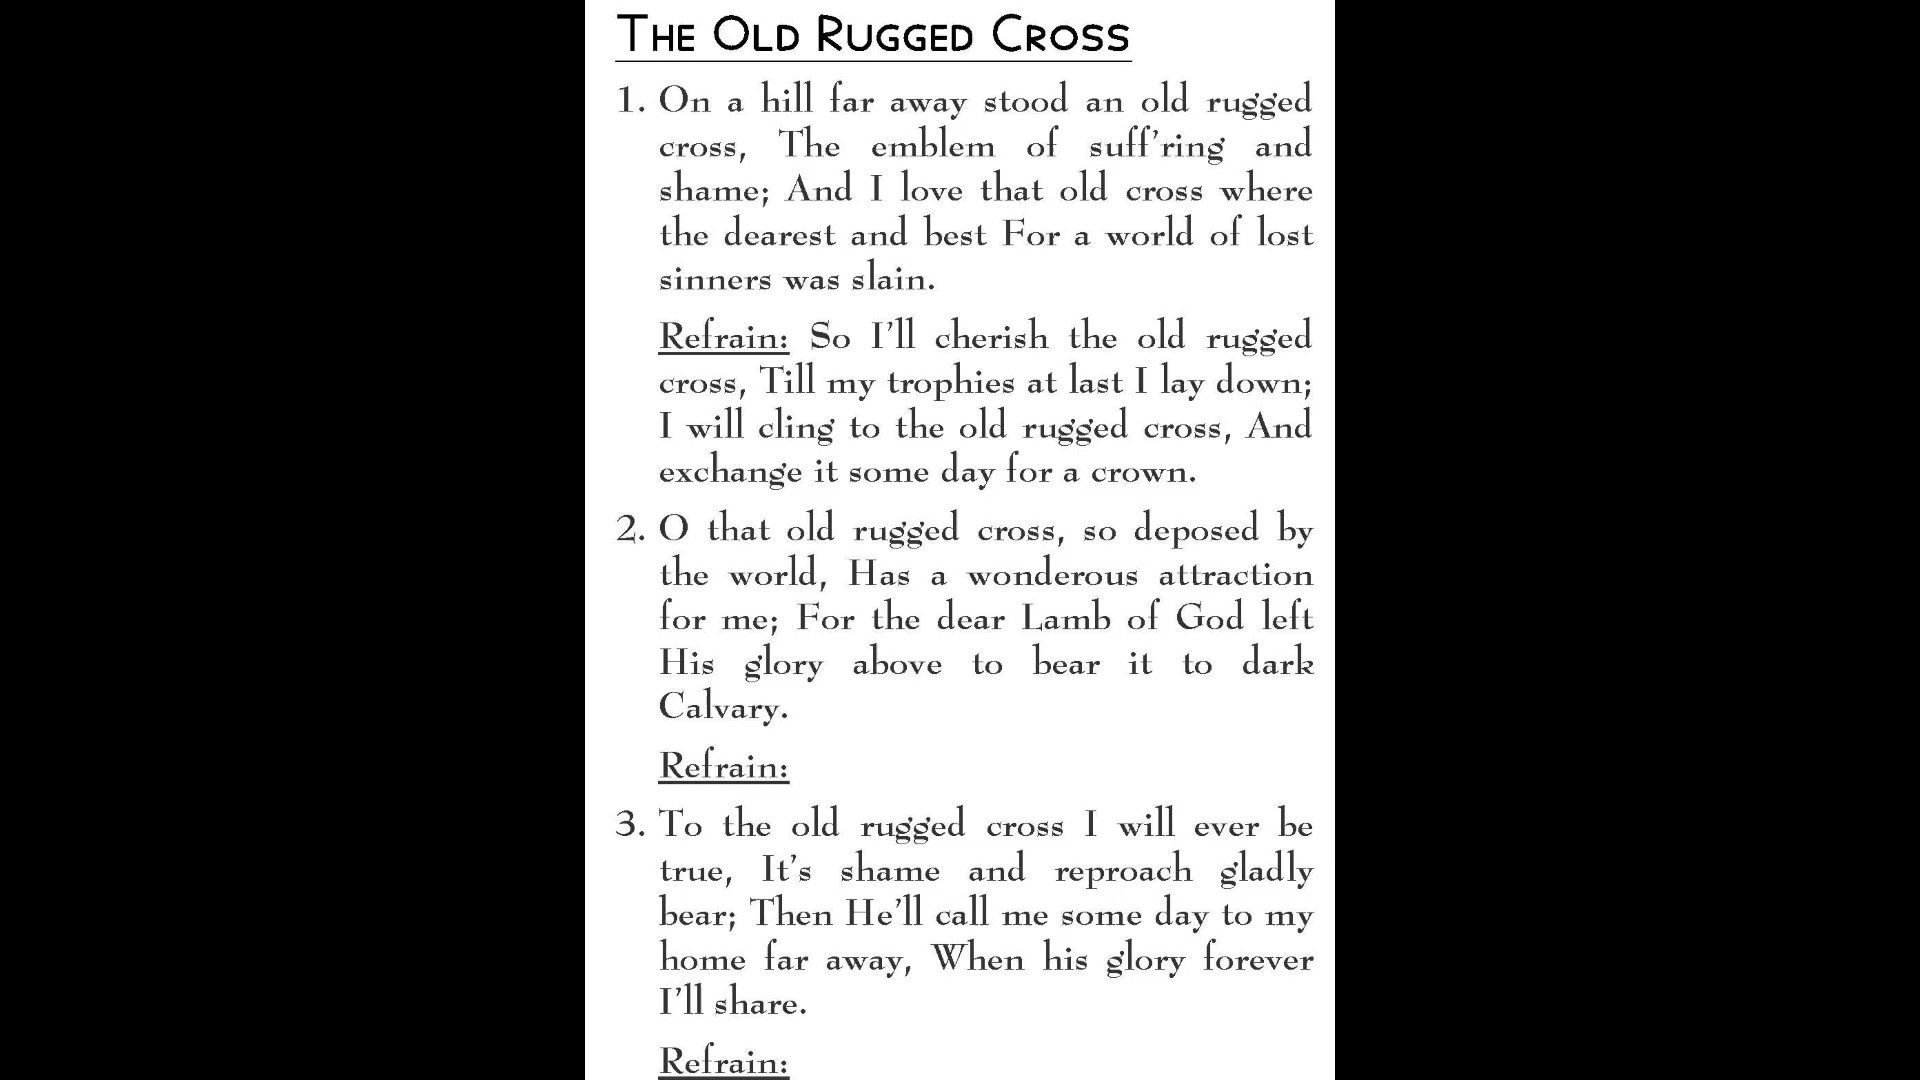 The Old Rugged Cross
1. On a hill far away stood an old rugged
cross, The emblem of suff'ring and
shame; And I love that old cross where
the dearest and best For a world of lost
sinners was slain.
Refrain: So I'll cherish the old rugged
cross, Till my trophies at last I lay down;
I will cling to the old rugged cross, And
exchange it some day for a crown.
2. O that old rugged cross, so deposed by
the world, Has a wonderous attraction
for me; For the dear Lamb of God left
His glory above to bear it to dark
Calvary.
Refrain:
3. To the old rugged cross I will ever be
true, It's shame and reproach gladly
bear; Then He'll call me some day to my
home far away, When his glory forever
I'll share.
Refrain: